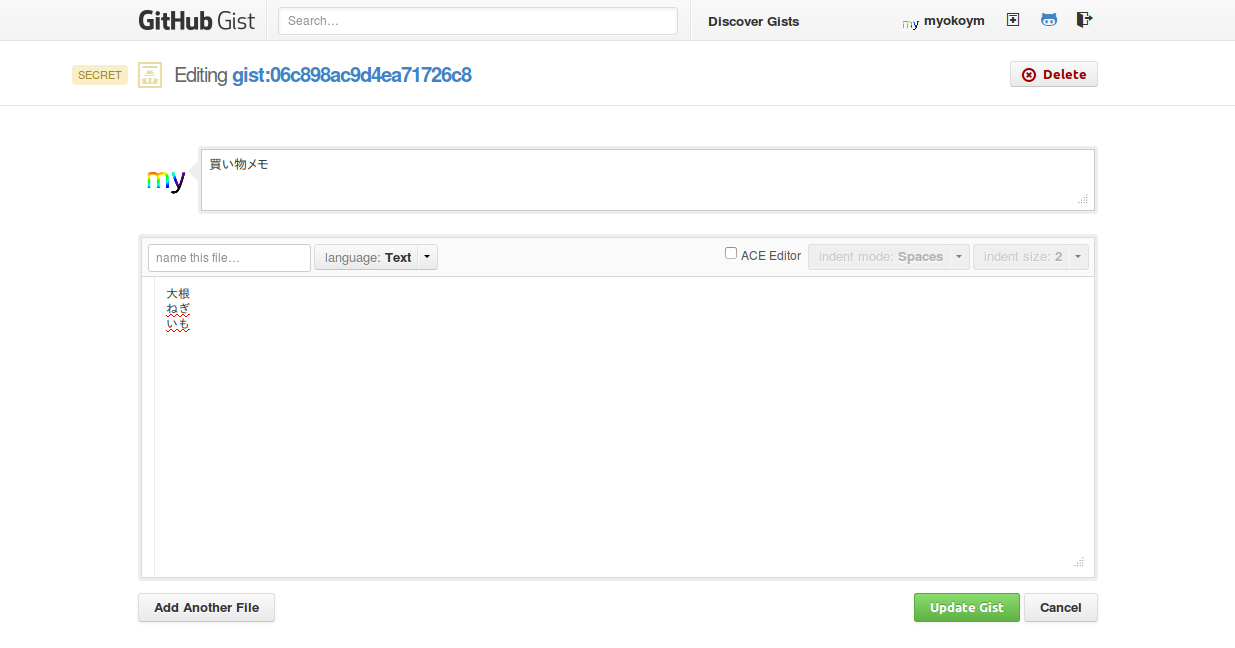 GitHub Gist
Search…
Discover Gists
my myokoym
SECRET
Editing gist:06c898ac9d4ea71726c8
Delete
my
買い物メモ
name this file…
language: Text
ACE Editor
indent mode: Spaces
indent size: 2
大根
ねぎ
いも
Add Another File
Update Gist
Cancel